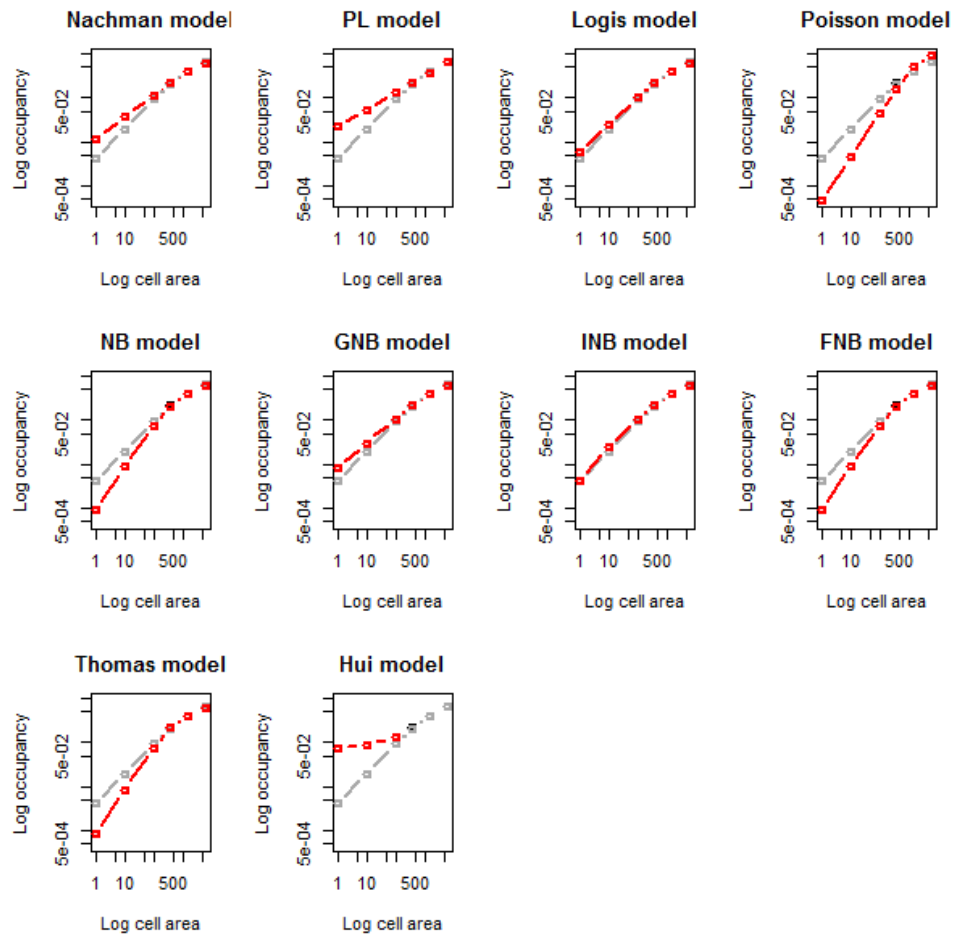 Nachman model PL model Logis model Poisson model
Log occupancy Log occupancy Log occupancy Log occupancy
5e-02 5e-02 5e-02 5e-02
5e-04 5e-04 5e-04 5e-04
1 10 500 1 10 500 1 10 500 1 10 500
Log cell area Log cell area Log cell area Log cell area
NB model GNB model INB model FNB model
Log occupancy Log occupancy Log occupancy Log occupancy
5e-02 5e-02 5e-02 5e-02
5e-04 5e-04 5e-04 5e-04
1 10 500 1 10 500 1 10 500 1 10 500
Log cell area Log cell area Log cell area Log cell area
Thomas model Hui model
Log occupancy Log occupancy
5e-02 5e-02
5e-04 5e-04
1 10 500 1 10 500
Log cell area Log cell area